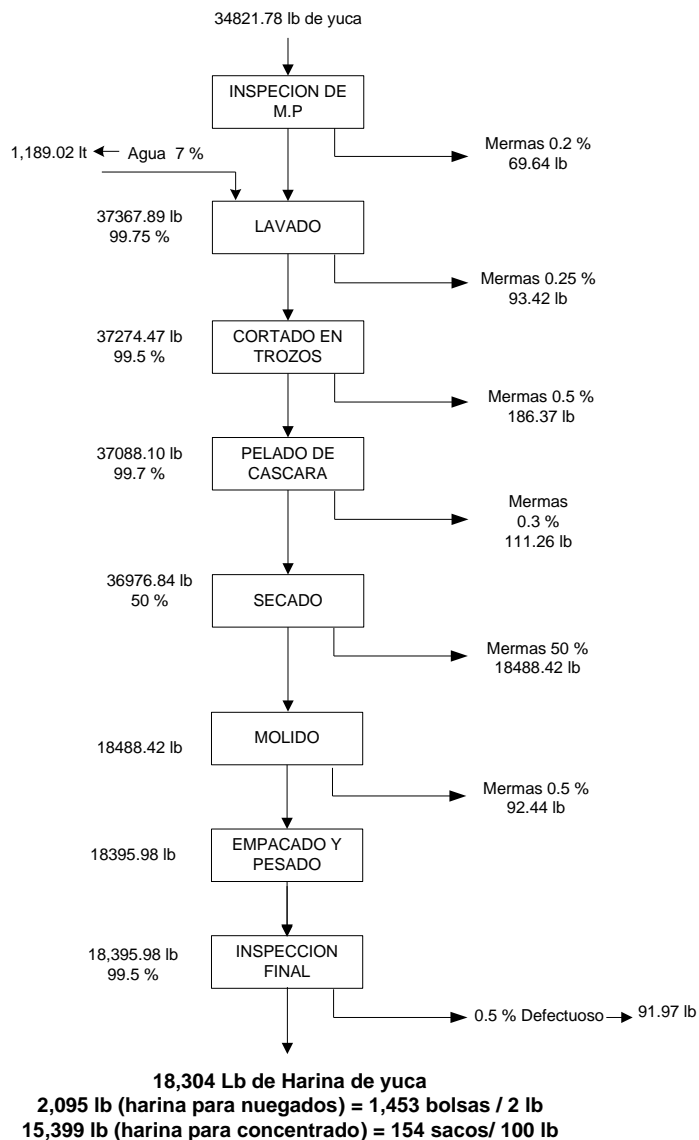 34821.78 lb de yuca
INSPECION DE
M.P
1,189.02 lt
Agua 7 %
Mermas 0.2 %
69.64 lb
37367.89 lb
99.75 %
LAVADO
Mermas 0.25 %
93.42 lb
37274.47 lb
99.5 %
CORTADO EN
TROZOS
Mermas 0.5 %
186.37 lb
37088.10 lb
99.7 %
PELADO DE
CASCARA
Mermas
0.3 %
111.26 lb
36976.84 lb
50 %
SECADO
Mermas 50 %
18488.42 lb
MOLIDO
18488.42 lb
Mermas 0.5 %
92.44 lb
EMPACADO Y
PESADO
18395.98 lb
18,395.98 lb
99.5 %
INSPECCION
FINAL
0.5 % Defectuoso
91.97 lb
18,304 Lb de Harina de yuca
2,095 lb (harina para nuegados) = 1,453 bolsas / 2 lb
15,399 lb (harina para concentrado) = 154 sacos/ 100 lb